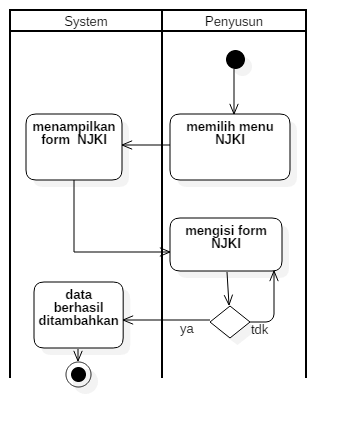 System
Penyusun
menampilkan
form NJKI
memilih menu
NJKI
mengisi form
NJKI
data
berhasil
ditambahkan
ya
tdk